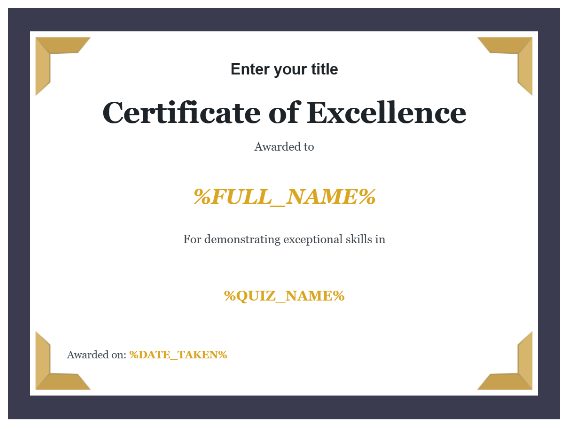 Enter your title
Certificate of Excellence
Awarded to
%FULL_NAME%
For demonstrating exceptional skills in
%QUIZ_NAME%
Awarded on: %DATE_TAKEN%